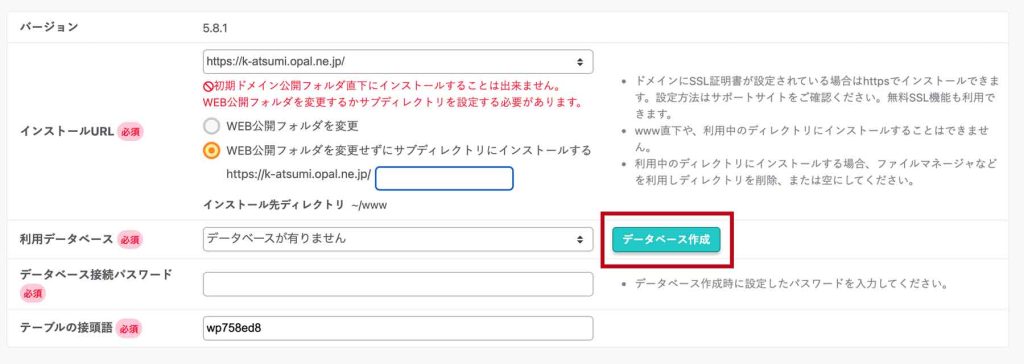 バージョン
5.8.1
インストールURL 必須
https://k-atsumi.opal.ne.jp/
初期ドメイン公開フォルダ直下にインストールすることは出来ません。
WEB公開フォルダを変更するかサブディレクトリを設定する必要があります。
WEB公開フォルダを変更
WEB公開フォルダを変更せずにサブディレクトリにインストールする
https://k-atsumi.opal.ne.jp/
インストール先ディレクトリ ~/www
• ドメインにSSL証明書が設定されている場合はhttpsでインストールできま
す。設定方法はサポートサイトをご確認ください。無料SSL機能も利用で
きます。
• www直下や、利用中のディレクトリにインストールすることはできませ
ん。
• 利用中のディレクトリにインストールする場合、ファイルマネージャなど
を利用しディレクトリを削除、または空にしてください。
利用データベース 必須
データベースが有りません
データベース作成
データベース接続パスワード
必須
• データベース作成時に設定したパスワードを入力してください。
テーブルの接頭語 必須
wp758ed8